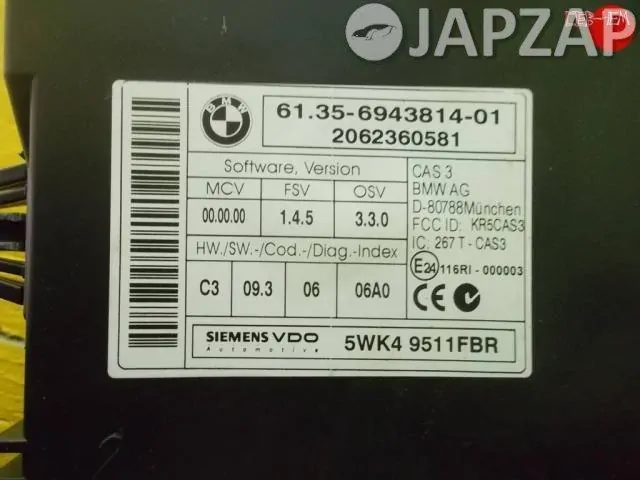 JAPZAP
BMW
61.35-6943814-01
2062360581
Software, Version
MCV FSV OSV
00.00.00 1.4.5 3.3.0
HW./SW.-/Cod.-/Diag.-Index
C3 09.3 06 06A0
CAS 3
BMW AG
D-80788München
FCC ID: KR5CAS3
IC: 267 T - CAS3
E24 116RI - 000003
CE
SIEMENS VDO
Automotive
5WK4 9511FBR